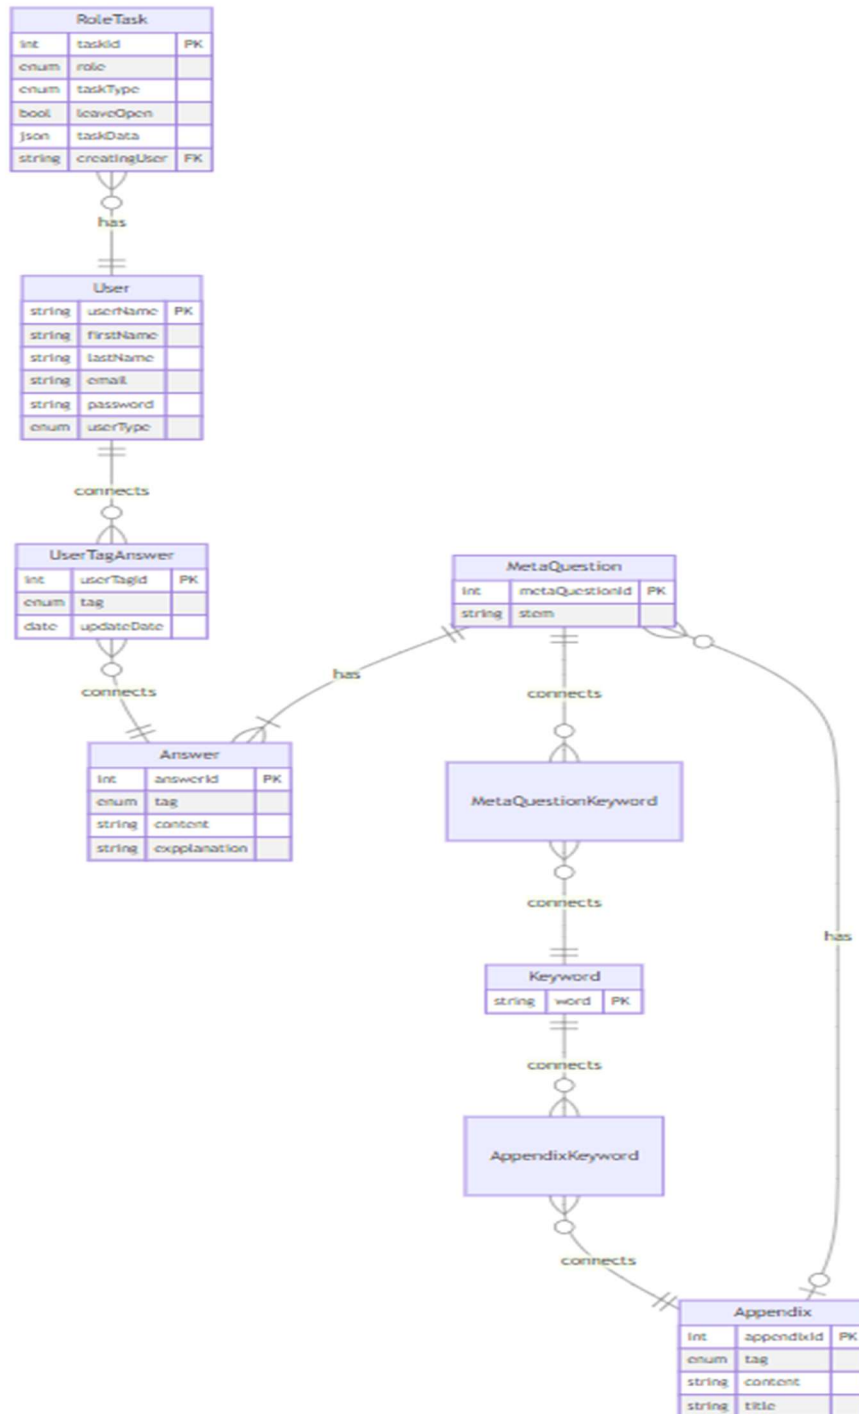 RoleTask
int taskId PK
enum role
enum taskType
bool leaveOpen
json taskData
string creatingUser FK
has
User
string userName PK
string firstName
string lastName
string email
string password
enum userType
connects
UserTagAnswer
int userTagId PK
enum tag
date updateDate
connects
Answer
int answerId PK
enum tag
string content
string expplanation
has
MetaQuestion
int metaQuestionId PK
string stem
connects
MetaQuestionKeyword
connects
Keyword
string word PK
connects
AppendixKeyword
connects
has
Appendix
int appendixId PK
enum tag
string content
string title